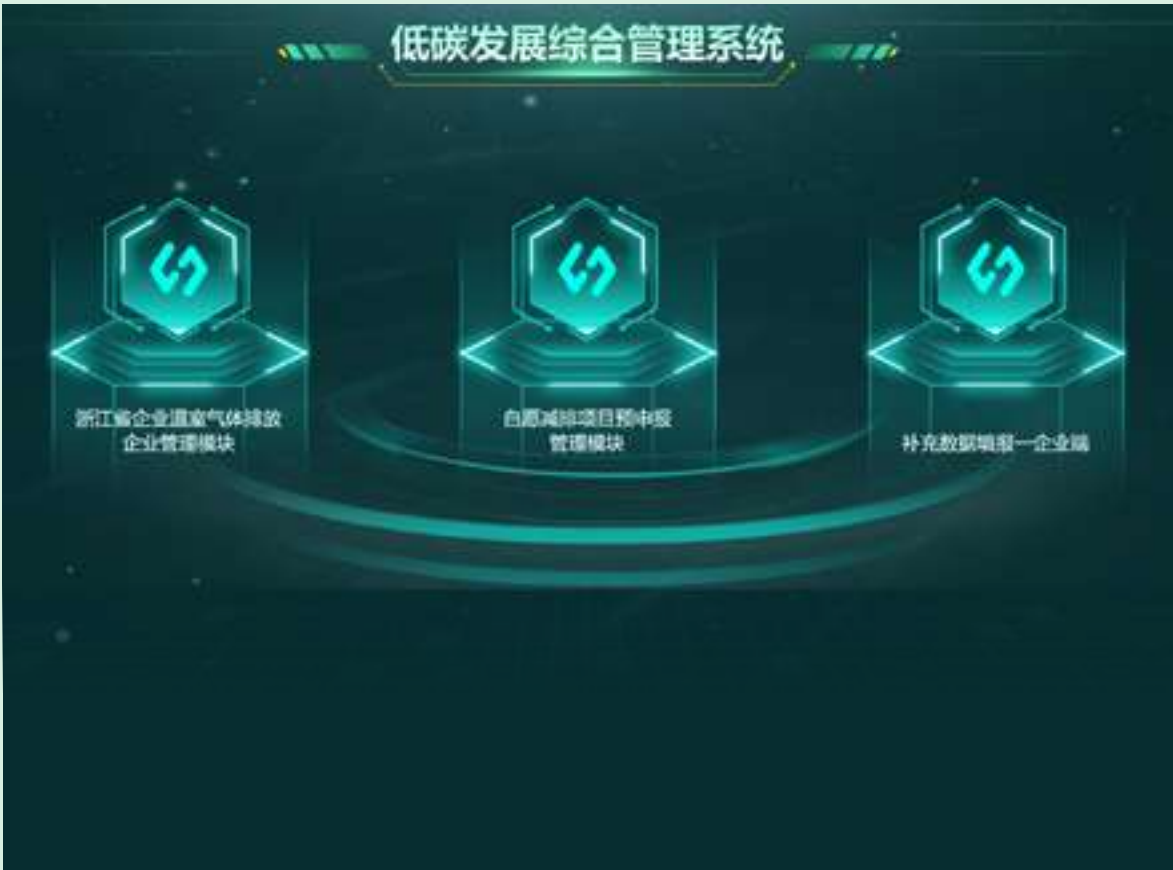 低碳发展综合管理系统
浙江省企业温室气体排放
企业管理模块
自愿减排项目预申报
管理模块
补充数据填报一企业端